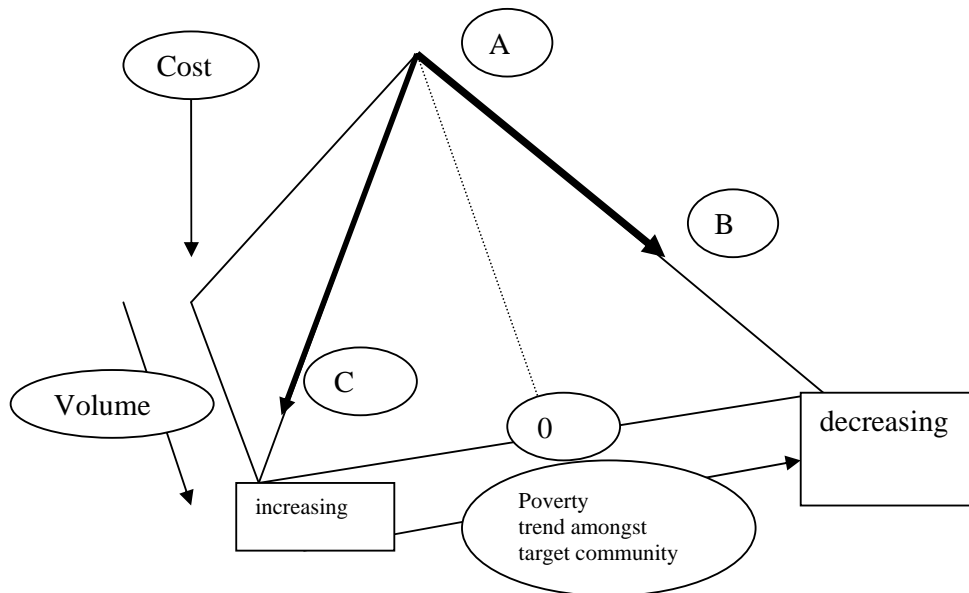 A
Cost
B
C
Volume
0
decreasing
increasing
Poverty
trend amongst
target community